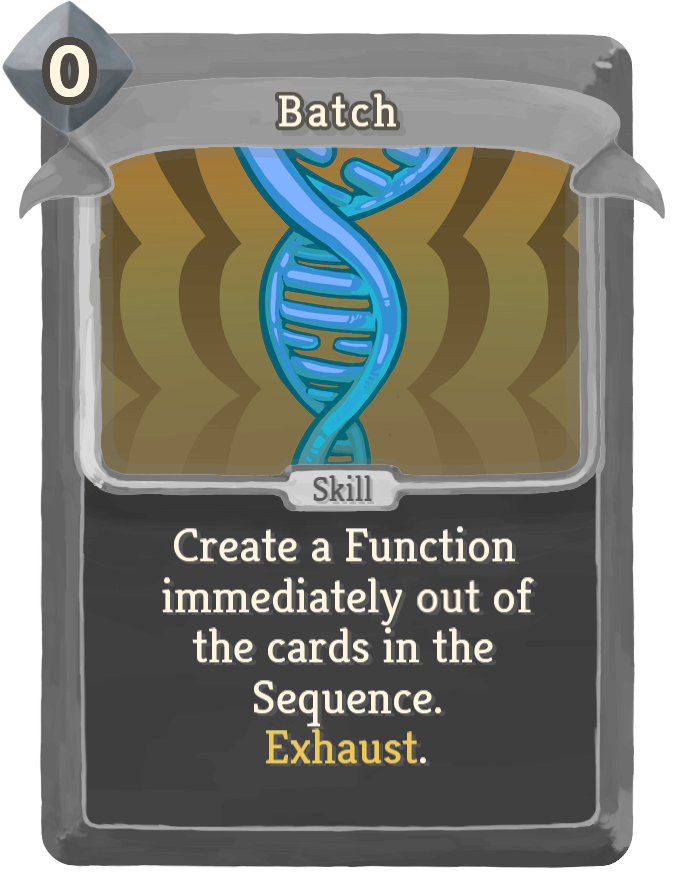 0
Batch
Skill
Create a Function
immediately out of
the cards in the
Sequence.
Exhaust.